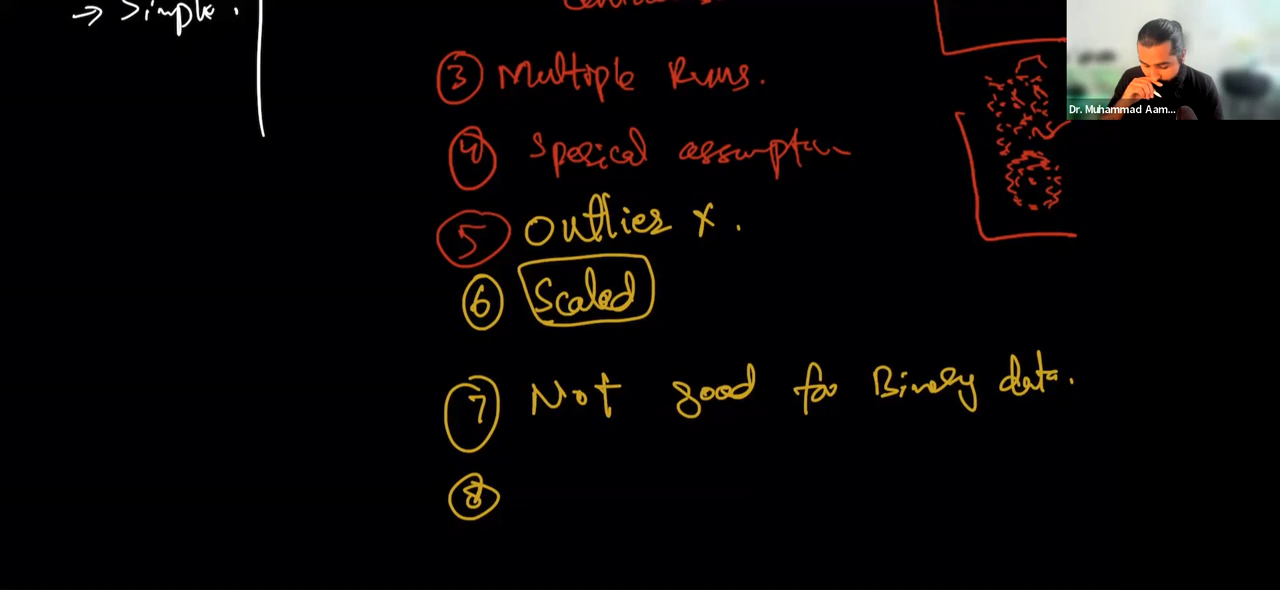 → Simple.
③ Multiple Runs.
④ Sperical assumption
⑤ Outlier X.
⑥ Scaled
⑦ Not good for Binary data.
⑧
Dr. Muhammad Aam...